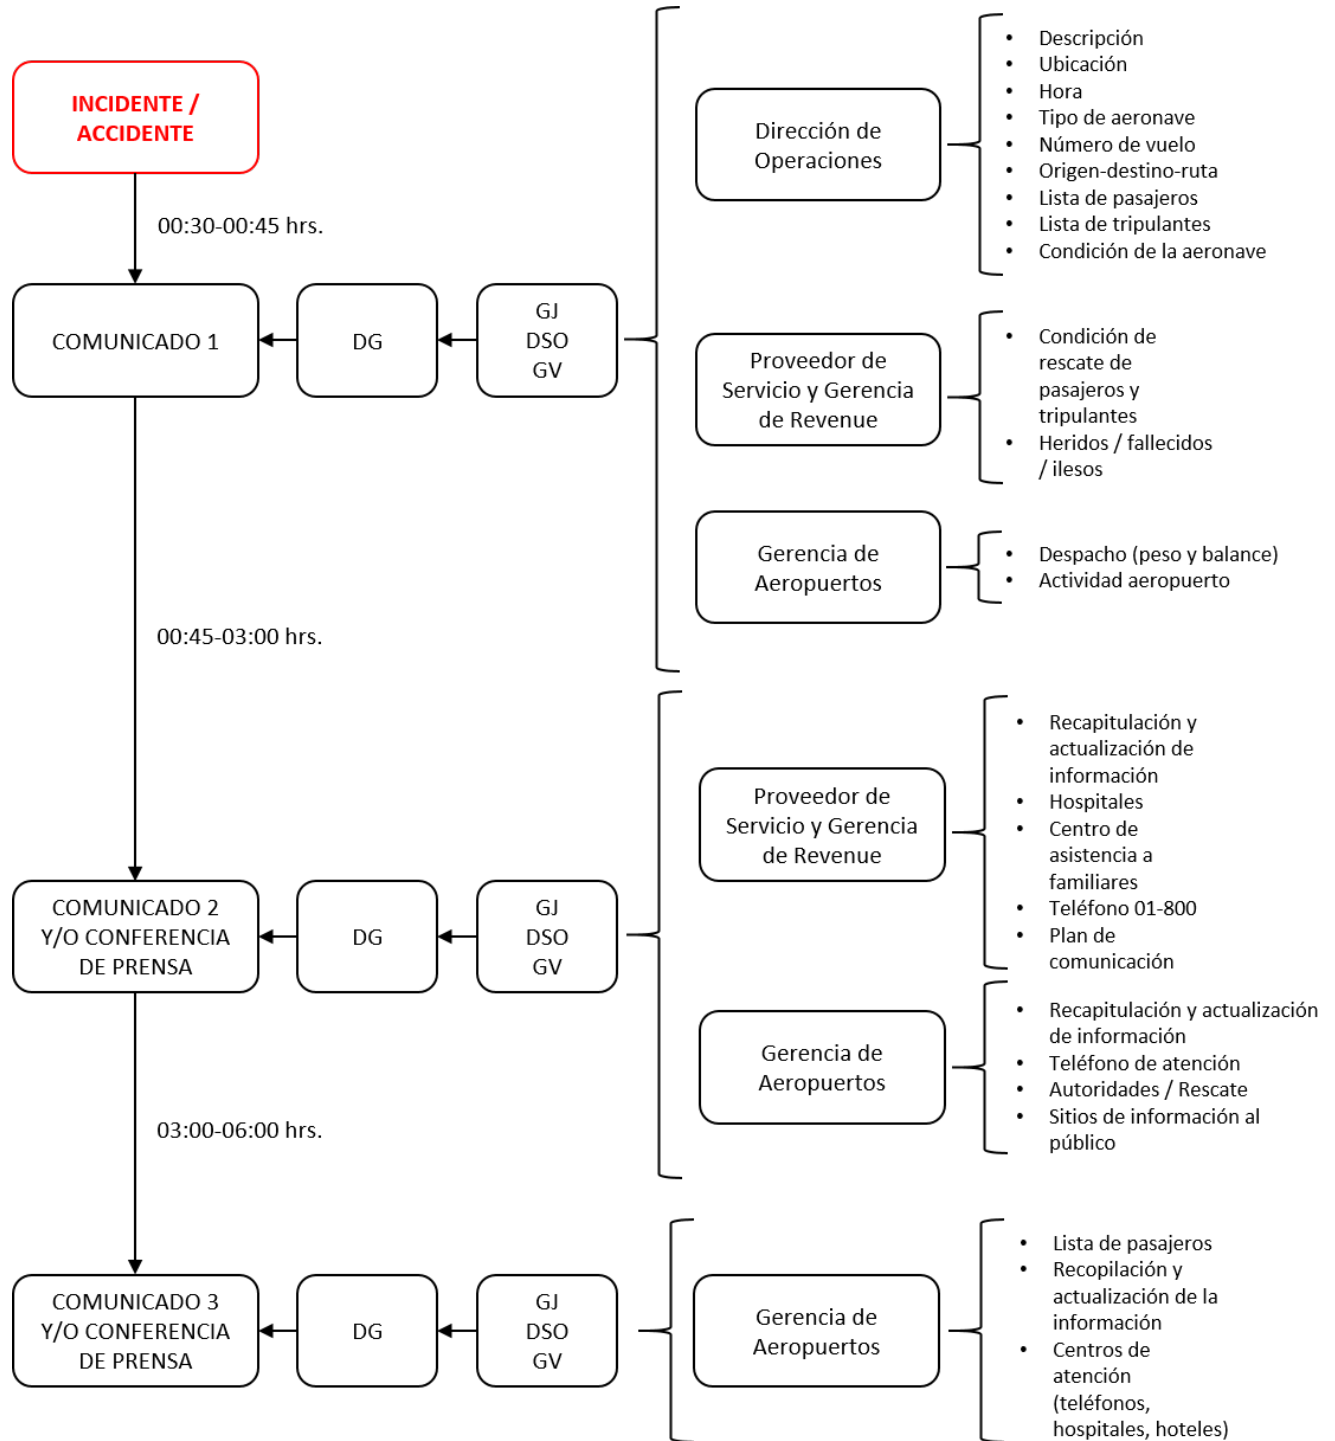 INCIDENTE /
ACCIDENTE
00:30-00:45 hrs.
COMUNICADO 1
DG
GJ
DSO
GV
Dirección de
Operaciones
• Descripción
• Ubicación
• Hora
• Tipo de aeronave
• Número de vuelo
• Origen-destino-ruta
• Lista de pasajeros
• Lista de tripulantes
• Condición de la aeronave
Proveedor de
Servicio y Gerencia
de Revenue
• Condición de
rescate de
pasajeros y
tripulantes
• Heridos / fallecidos
/ ilesos
Gerencia de
Aeropuertos
• Despacho (peso y balance)
• Actividad aeropuerto
00:45-03:00 hrs.
COMUNICADO 2
Y/O CONFERENCIA
DE PRENSA
DG
GJ
DSO
GV
Proveedor de
Servicio y Gerencia
de Revenue
• Recapitulación y
actualización de
información
• Hospitales
• Centro de
asistencia a
familiares
• Teléfono 01-800
• Plan de
comunicación
Gerencia de
Aeropuertos
• Recapitulación y actualización
de información
• Teléfono de atención
• Autoridades / Rescate
• Sitios de información al
público
03:00-06:00 hrs.
COMUNICADO 3
Y/O CONFERENCIA
DE PRENSA
DG
GJ
DSO
GV
Gerencia de
Aeropuertos
• Lista de pasajeros
• Recopilación y
actualización de la
información
• Centros de
atención
(teléfonos,
hospitales, hoteles)